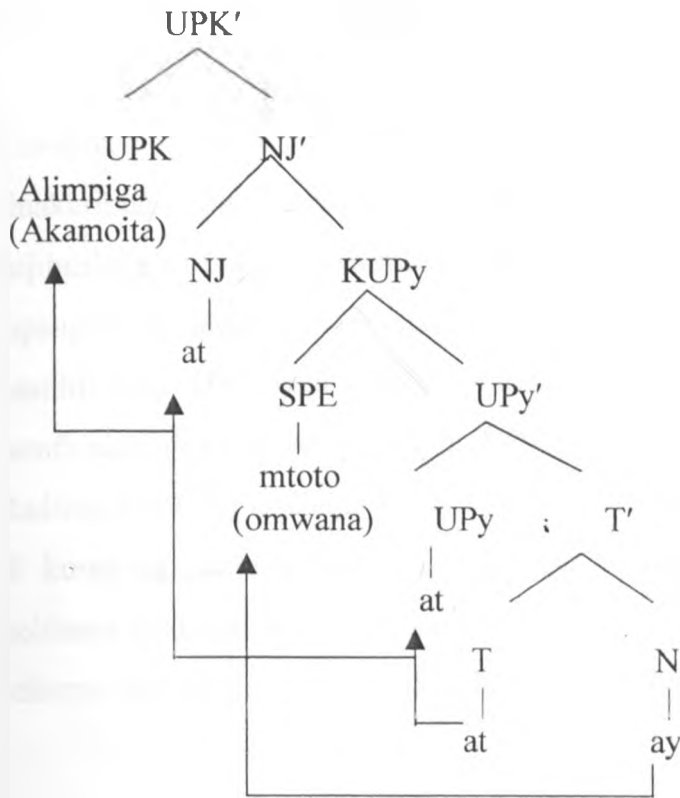 UPK′
UPK NJ′
Alimpiga
(Akamoita)
NJ KUPy
at
SPE UPy′
mtoto
(omwana) UPy T′
at
T N
at ay